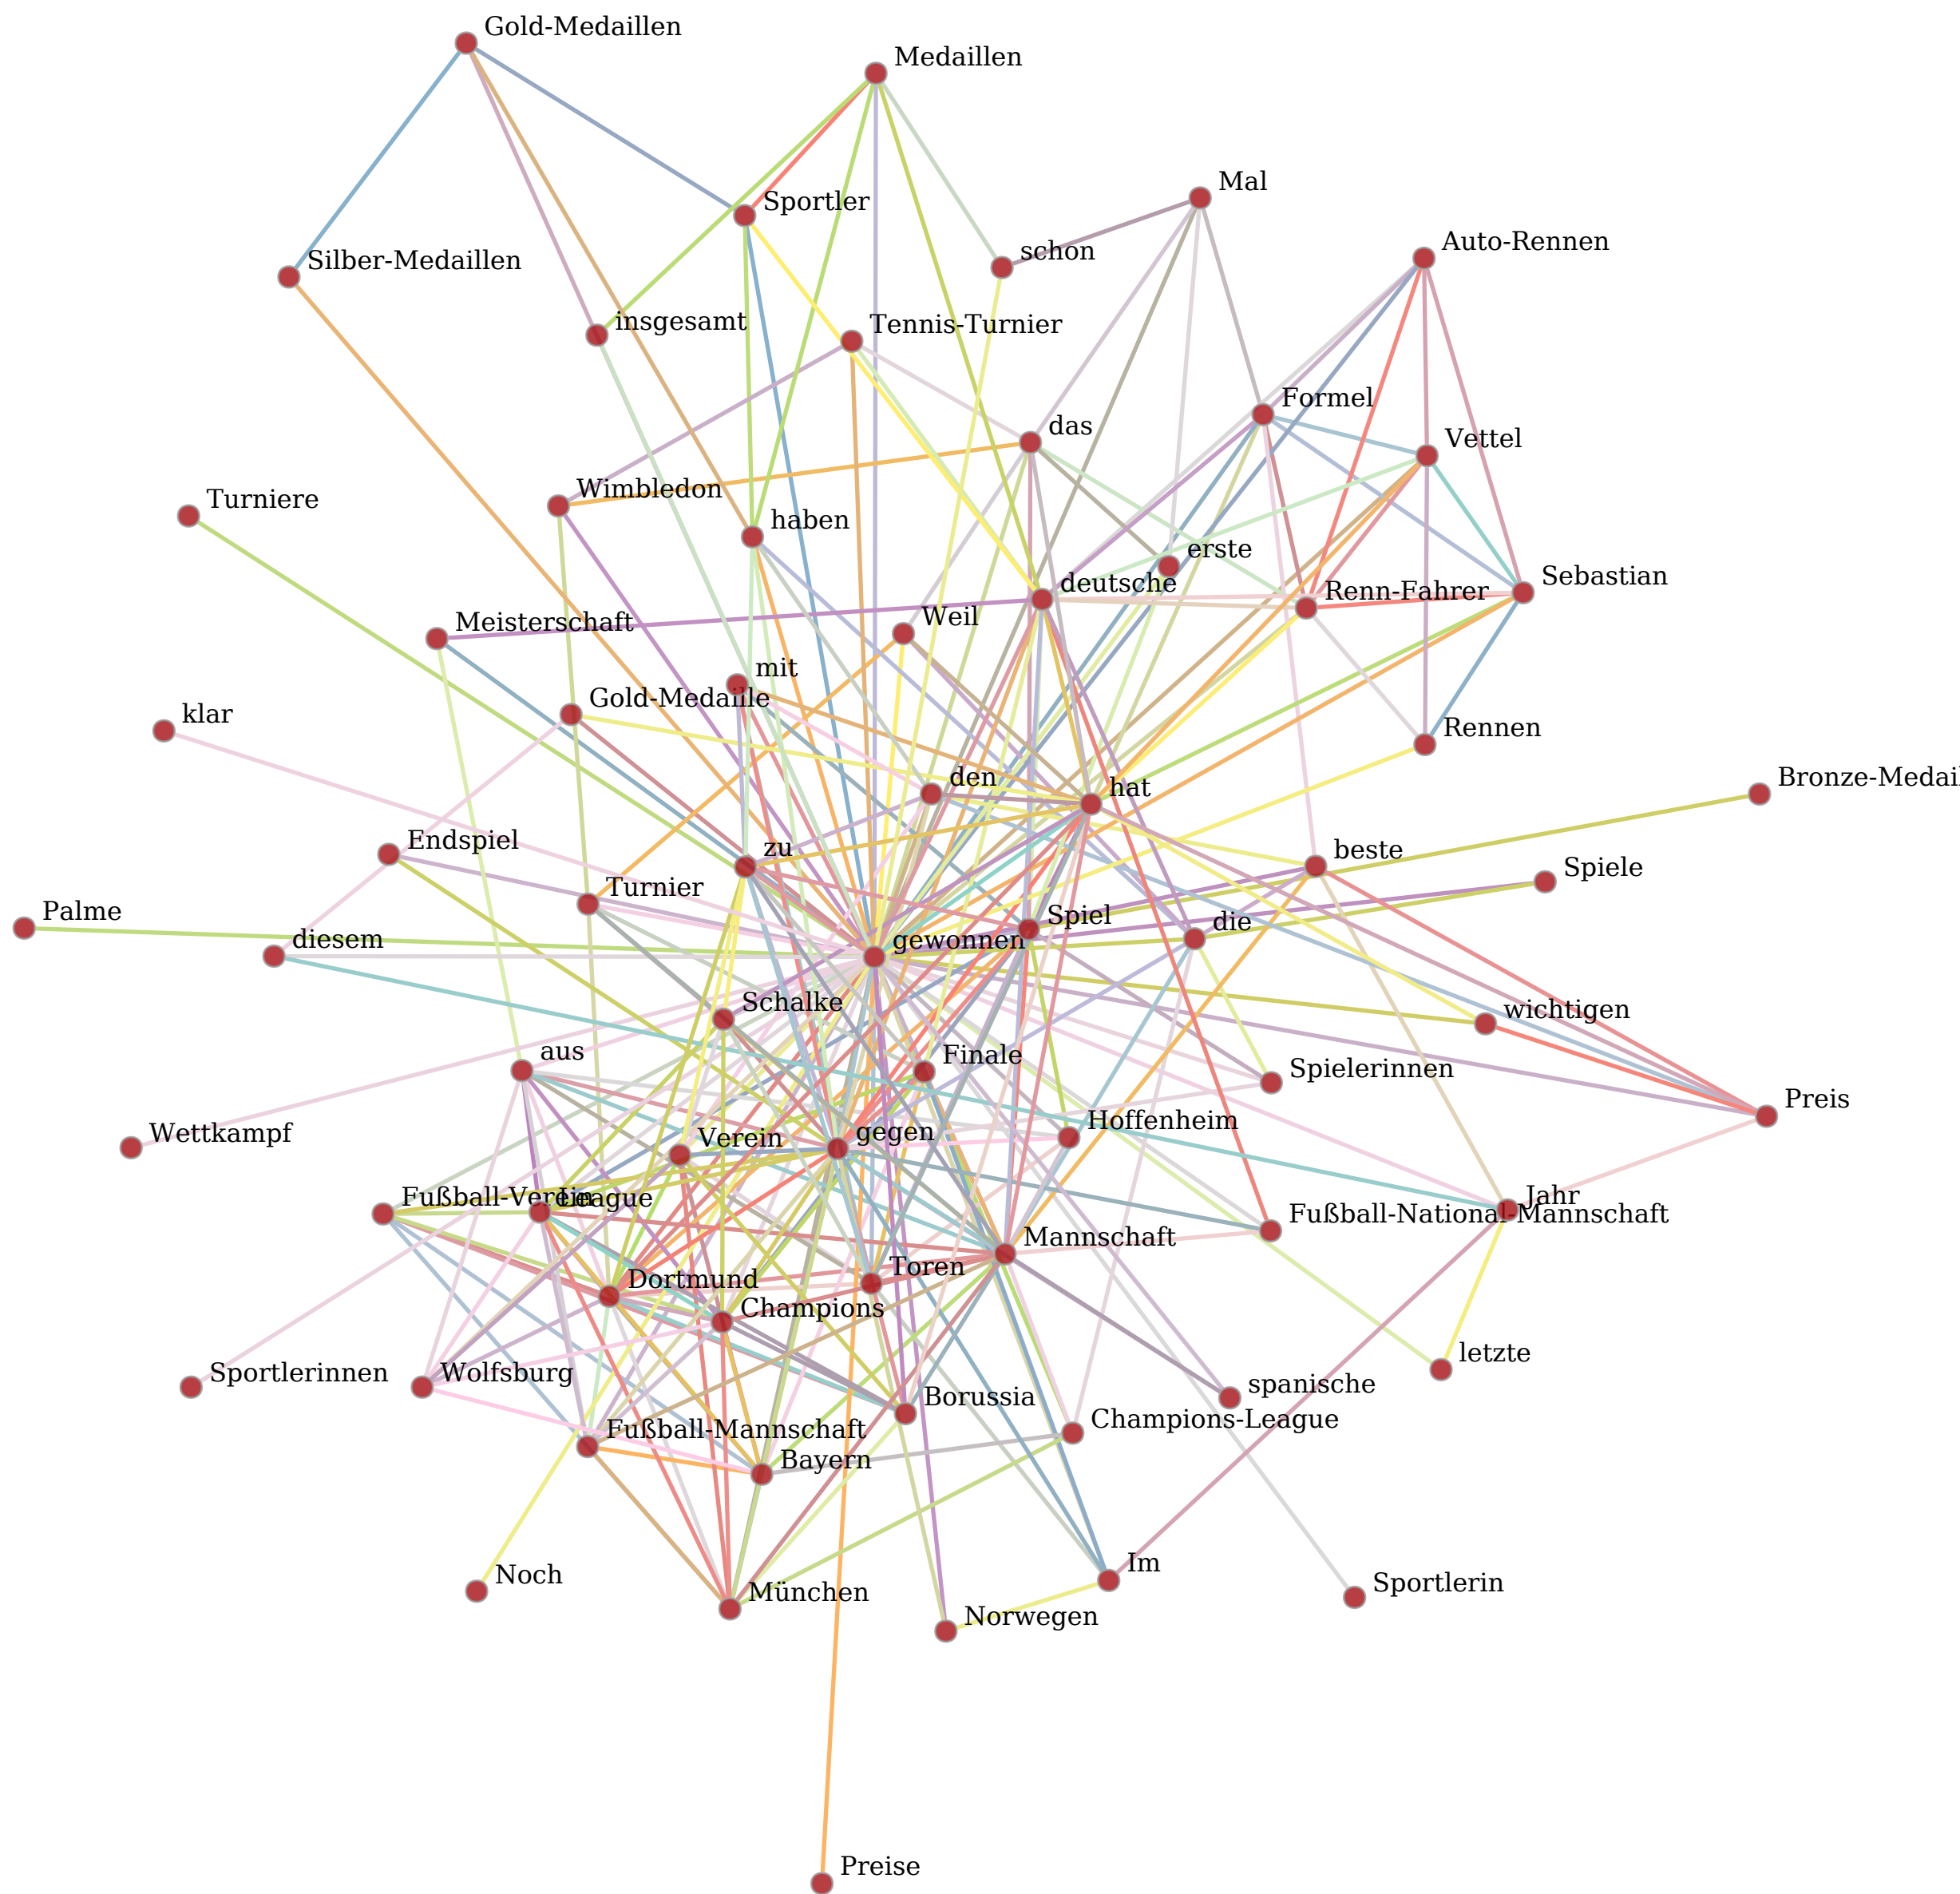 Gold-Medaillen
Medaillen
Mal
Sportler
Auto-Rennen
schon
Silber-Medaillen
insgesamt
Tennis-Turnier
Formel
das
Vettel
Wimbledon
Turniere
haben
erste
Sebastian
deutsche
Renn-Fahrer
Meisterschaft
Weil
mit
Gold-Medaille
klar
Rennen
den
hat
Bronze-Medail
Endspiel
zu
beste
Spiele
Turnier
Palme
Spiel
die
diesem
gewonnen
Schalke
wichtigen
aus
Finale
Spielerinnen
Preis
Hoffenheim
Wettkampf
Verein
gegen
Fußball-Verein
League
Jahr
Fußball-National-Mannschaft
Mannschaft
Toren
Dortmund
Champions
letzte
Sportlerinnen
Wolfsburg
spanische
Borussia
Champions-League
Fußball-Mannschaft
Bayern
Im
Noch
Sportlerin
München
Norwegen
Preise